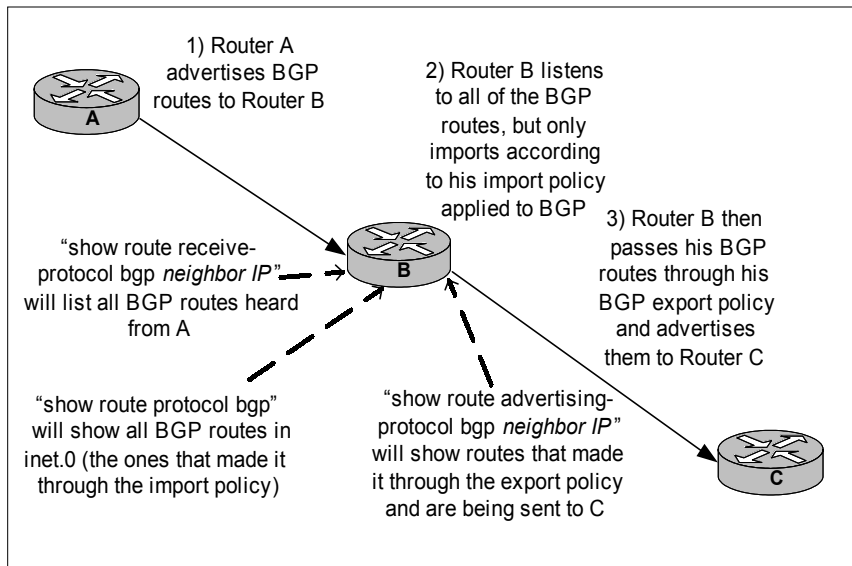 1) Router A
advertises BGP
routes to Router B
A
2) Router B listens
to all of the BGP
routes, but only
imports according
to his import policy
applied to BGP
B
3) Router B then
passes his BGP
routes through his
BGP export policy
and advertises
them to Router C
“show route receive-
protocol bgp neighbor IP”
will list all BGP routes heard
from A
“show route protocol bgp”
will show all BGP routes in
inet.0 (the ones that made it
through the import policy)
“show route advertising-
protocol bgp neighbor IP”
will show routes that made
it through the export policy
and are being sent to C
C